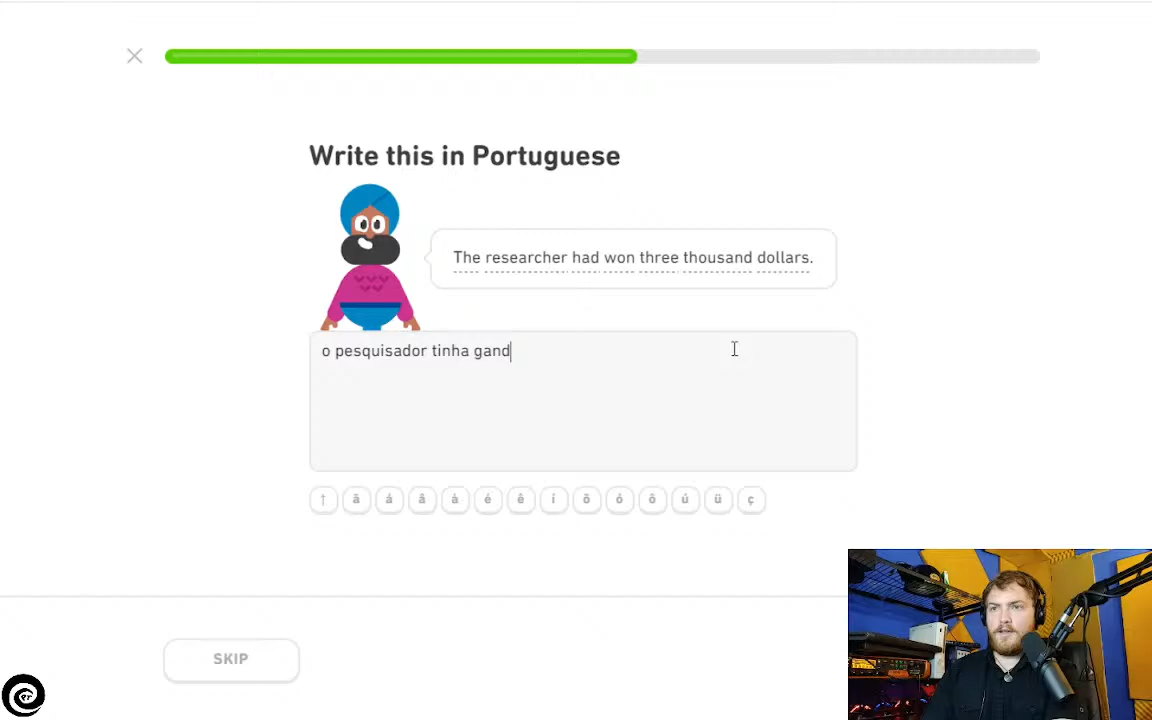 Write this in Portuguese
The researcher had won three thousand dollars.
o pesquisador tinha gand
↑ ã á â à é ê í õ ó ô ú ü ç
SKIP